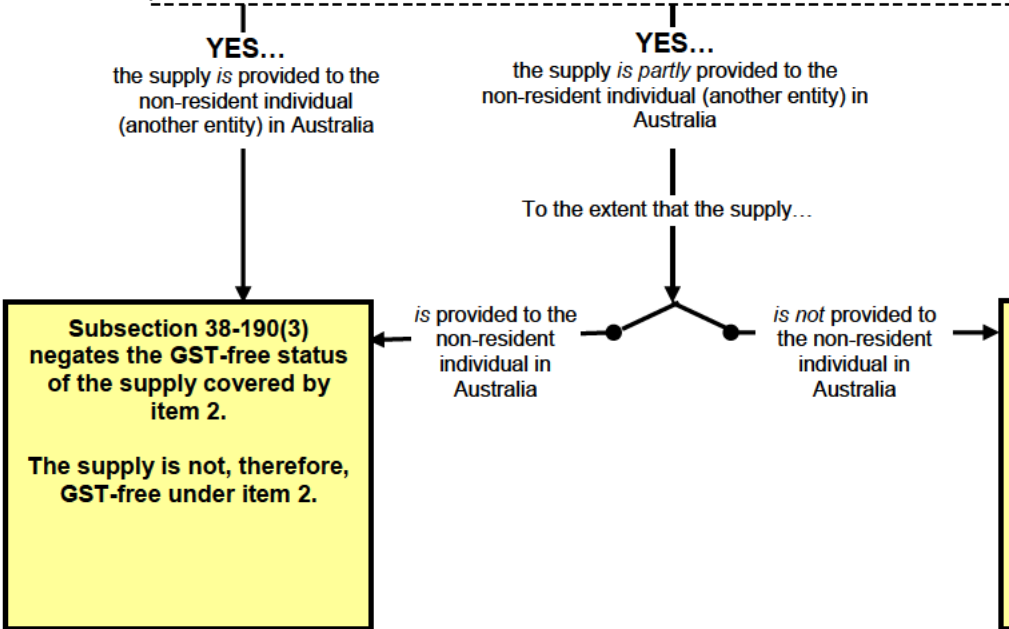 YES…
the supply is provided to the
non-resident individual
(another entity) in Australia
YES…
the supply is partly provided to the
non-resident individual (another entity) in
Australia
To the extent that the supply…
is provided to the
non-resident
individual in
Australia
is not provided to
the non-resident
individual in
Australia
Subsection 38-190(3)
negates the GST-free status
of the supply covered by
item 2.
The supply is not, therefore,
GST-free under item 2.